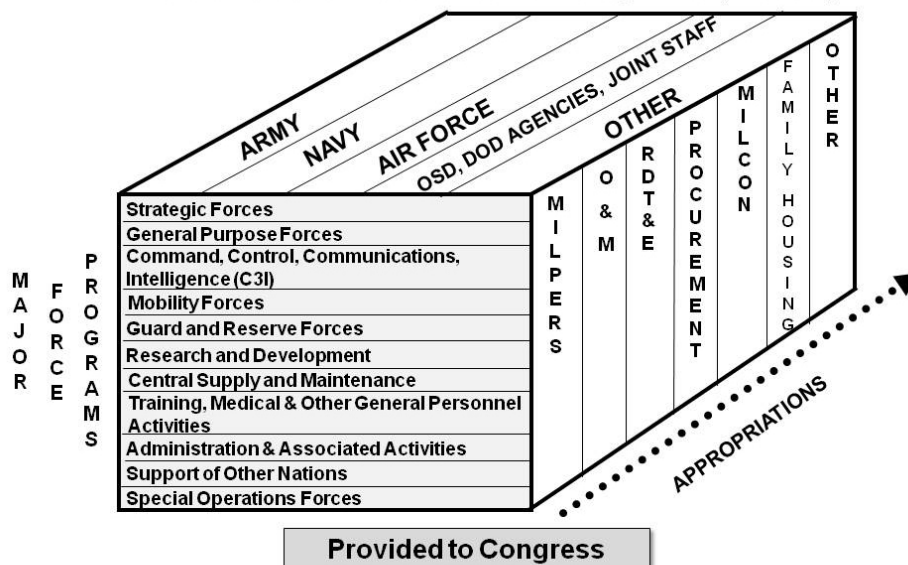 ARMY
NAVY
AIR FORCE
OSD, DOD AGENCIES, JOINT STAFF
OTHER
MAJOR
FORCE
PROGRAMS
Strategic Forces
General Purpose Forces
Command, Control, Communications,
Intelligence (C3I)
Mobility Forces
Guard and Reserve Forces
Research and Development
Central Supply and Maintenance
Training, Medical & Other General Personnel
Activities
Administration & Associated Activities
Support of Other Nations
Special Operations Forces
MILPERS
O & M
RDT&E
PROCUREMENT
MILCON
FAMILY HOUSING
OTHER
APPROPRIATIONS
Provided to Congress